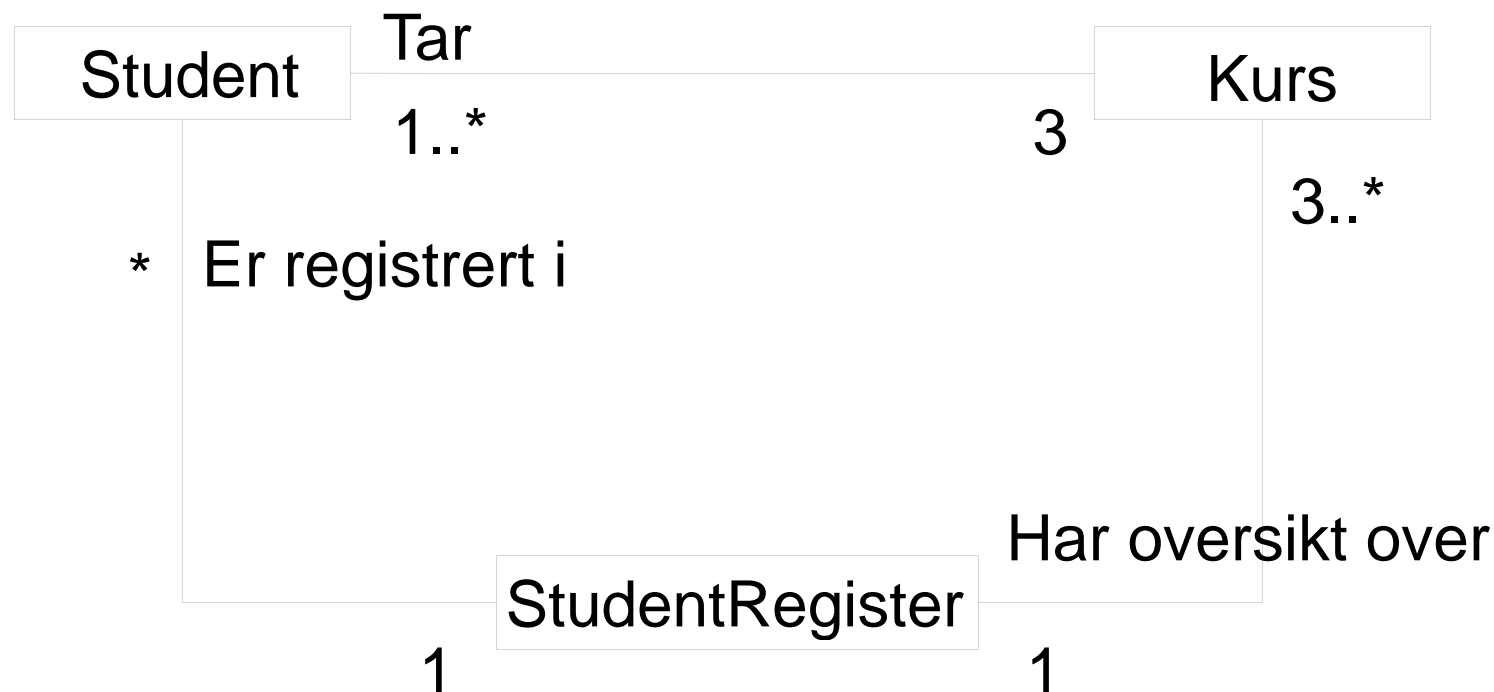 Tar
Student
Kurs
1..*
3
3..*
* Er registrert i
Har oversikt over
StudentRegister
1
1